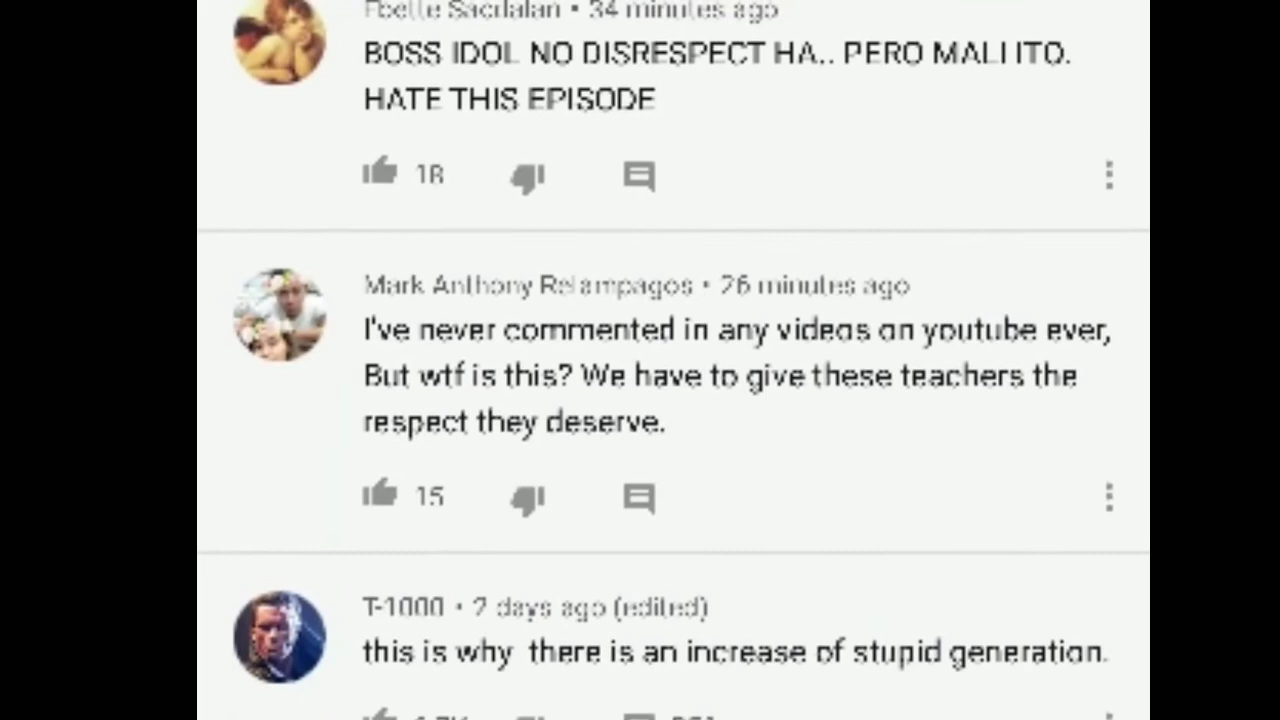 Ebelle Sacdalan • 34 minutes ago
BOSS IDOL NO DISRESPECT HA.. PERO MALI ITO.
HATE THIS EPISODE
18
Mark Anthony Relampagos • 26 minutes ago
I've never commented in any videos on youtube ever,
But wtf is this? We have to give these teachers the
respect they deserve.
15
T-1000 • 2 days ago (edited)
this is why there is an increase of stupid generation.